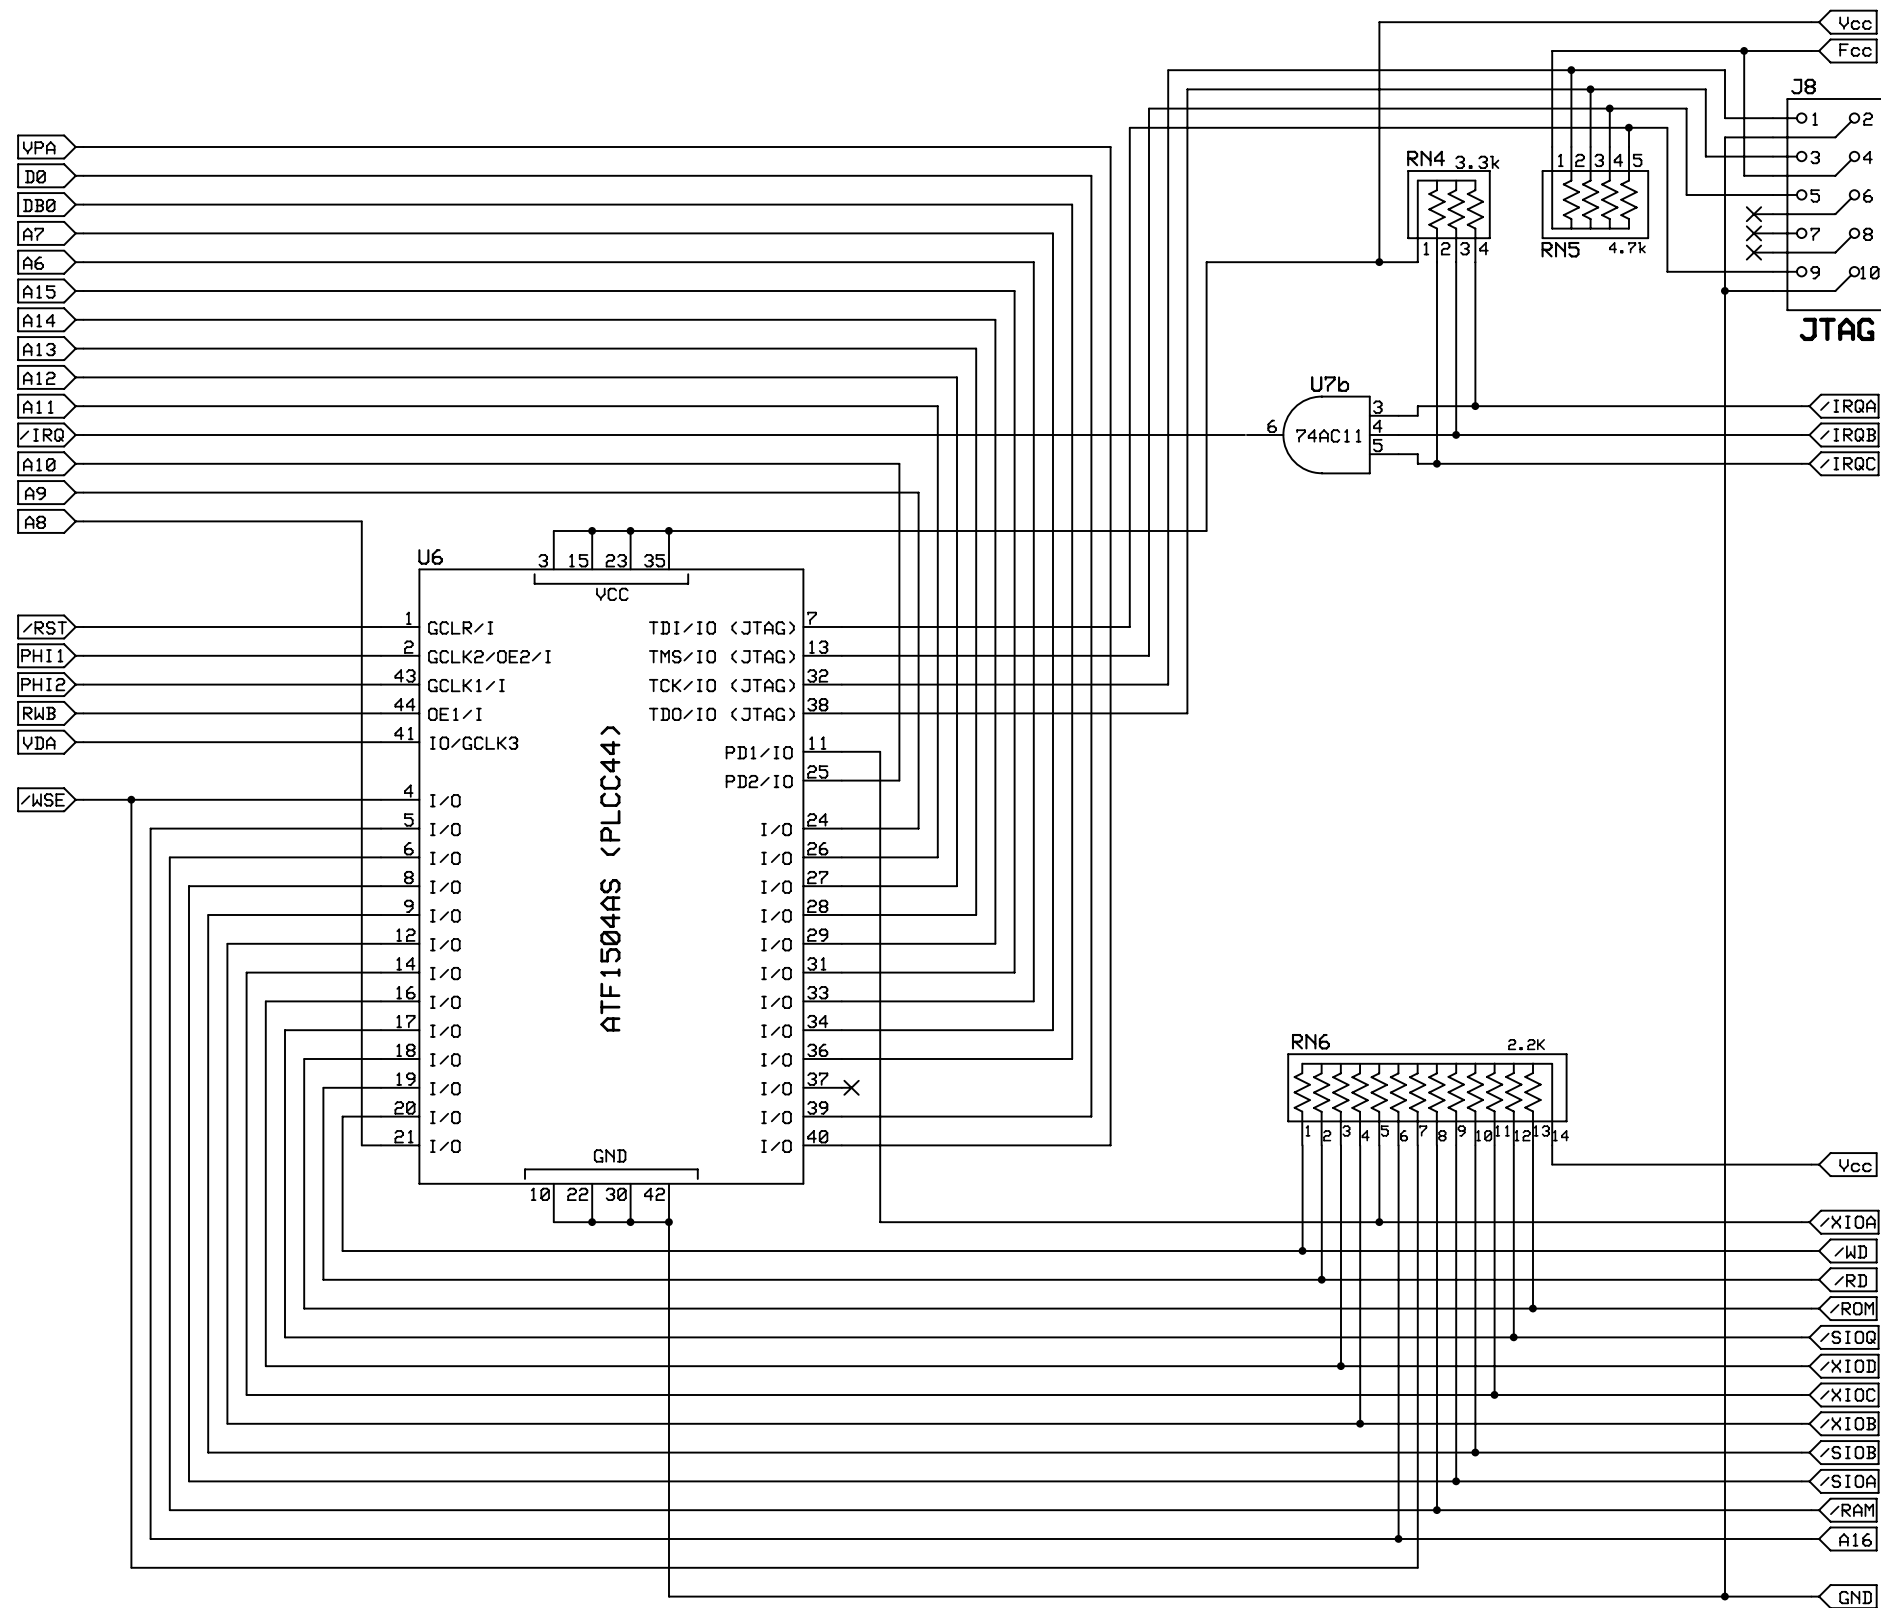 Vcc
Fcc
J8
1 2
3 4
5 6
7 8
9 10
JTAG
RN4 3.3k
1 2 3 4
1 2 3 4 5
RN5 4.7k
VPA
D0
DB0
A7
A6
A15
A14
A13
A12
A11
/IRQ
A10
A9
A8
U7b
6 74AC11
3
4
5
/IRQA
/IRQB
/IRQC
U6
3 15 23 35
VCC
/RST
PHI1
PHI2
RWB
VDA
/WSE
1 GCLR/I
2 GCLK2/OE2/I
43 GCLK1/I
44 OE1/I
41 IO/GCLK3
4 I/O
5 I/O
6 I/O
8 I/O
9 I/O
12 I/O
14 I/O
16 I/O
17 I/O
18 I/O
19 I/O
20 I/O
21 I/O
ATF1504AS (PLCC44)
TDI/IO (JTAG) 7
TMS/IO (JTAG) 13
TCK/IO (JTAG) 32
TDO/IO (JTAG) 38
PD1/IO 11
PD2/IO 25
I/O 24
I/O 26
I/O 27
I/O 28
I/O 29
I/O 31
I/O 33
I/O 34
I/O 36
I/O 37
I/O 39
I/O 40
GND
10 22 30 42
RN6 2.2K
1 2 3 4 5 6 7 8 9 10 11 12 13 14
Vcc
/XIOA
/WD
/RD
/ROM
/SIOQ
/XIOD
/XIOC
/XIOB
/SIOB
/SIOA
/RAM
A16
GND